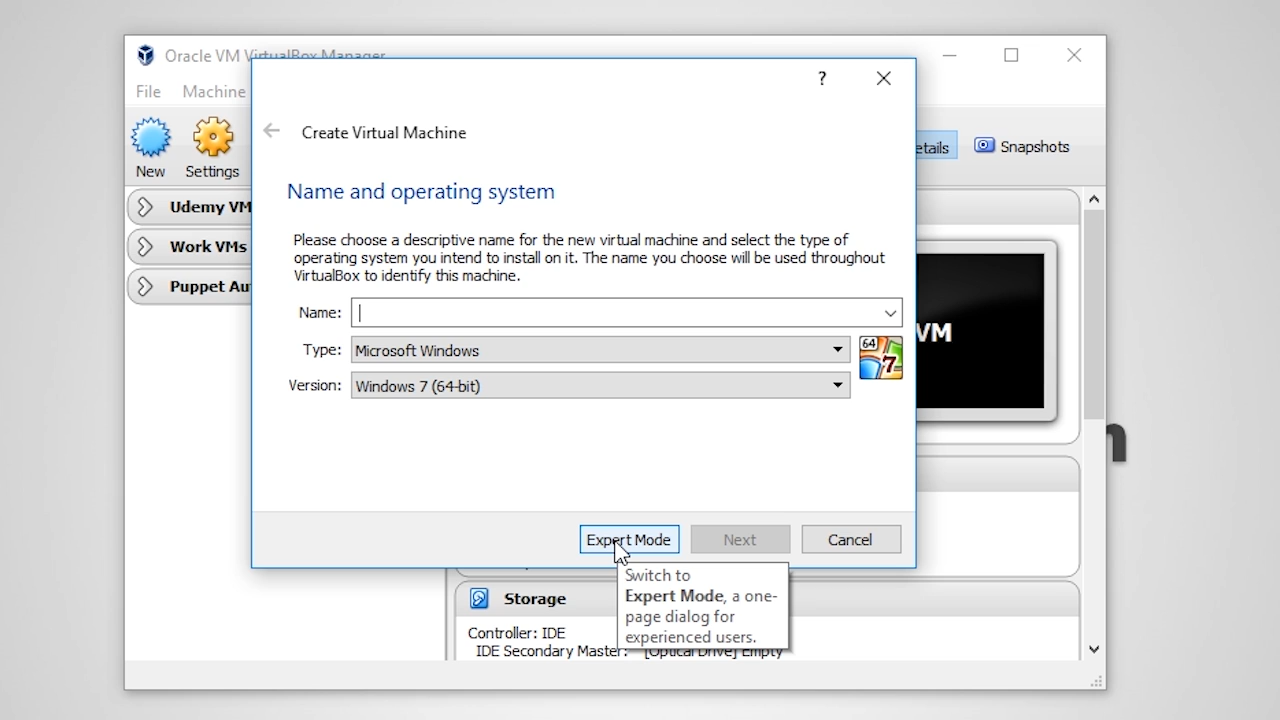 Oracle VM VirtualBox Manager
File Machine
Create Virtual Machine
New Settings
etails Snapshots
Name and operating system
Udemy VM
Work VMs
Puppet Au
Please choose a descriptive name for the new virtual machine and select the type of
operating system you intend to install on it. The name you choose will be used throughout
VirtualBox to identify this machine.
Name:
Type: Microsoft Windows
64
7
Version: Windows 7 (64-bit)
VM
n
Expert Mode Next Cancel
Switch to
Expert Mode, a one-
page dialog for
experienced users.
Storage
Controller: IDE
IDE Secondary Master: [Optical Drive] Empty